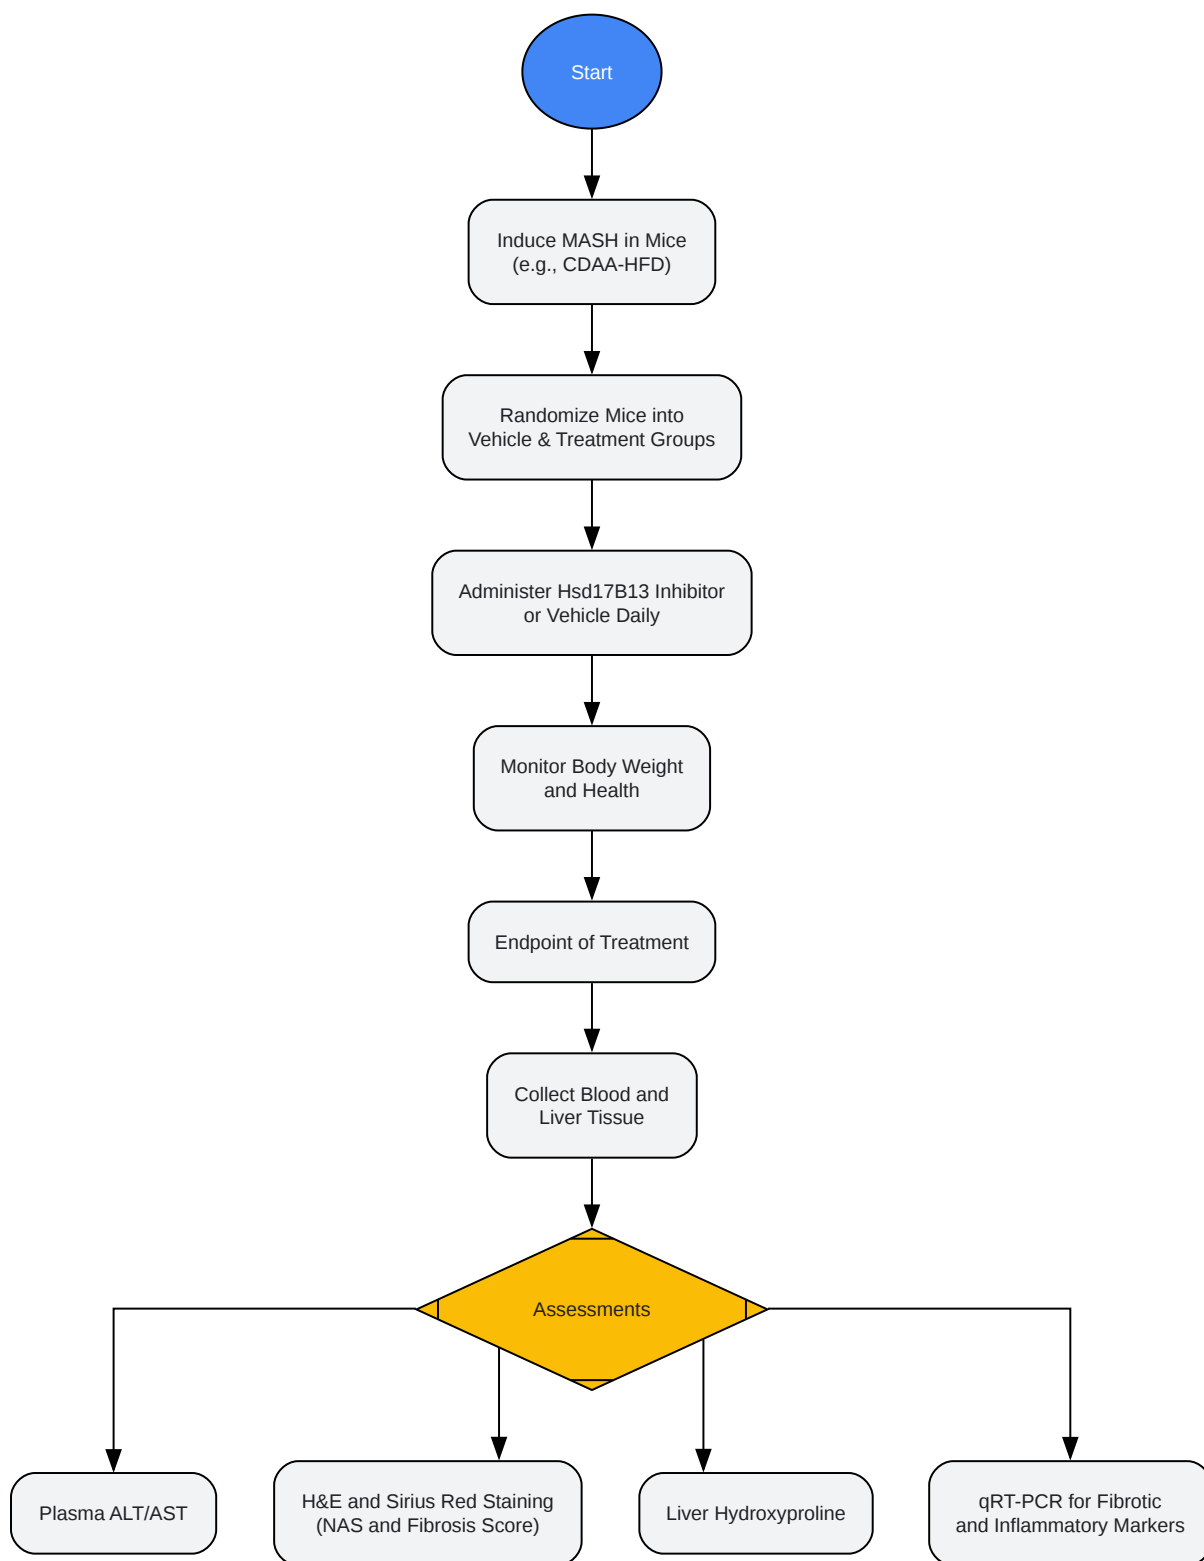 Start
Induce MASH in Mice
(e.g., CDAA-HFD)
Randomize Mice into
Vehicle & Treatment Groups
Administer Hsd17B13 Inhibitor
or Vehicle Daily
Monitor Body Weight
and Health
Endpoint of Treatment
Collect Blood and
Liver Tissue
Assessments
Plasma ALT/AST
H&E and Sirius Red Staining
(NAS and Fibrosis Score)
Liver Hydroxyproline
qRT-PCR for Fibrotic
and Inflammatory Markers